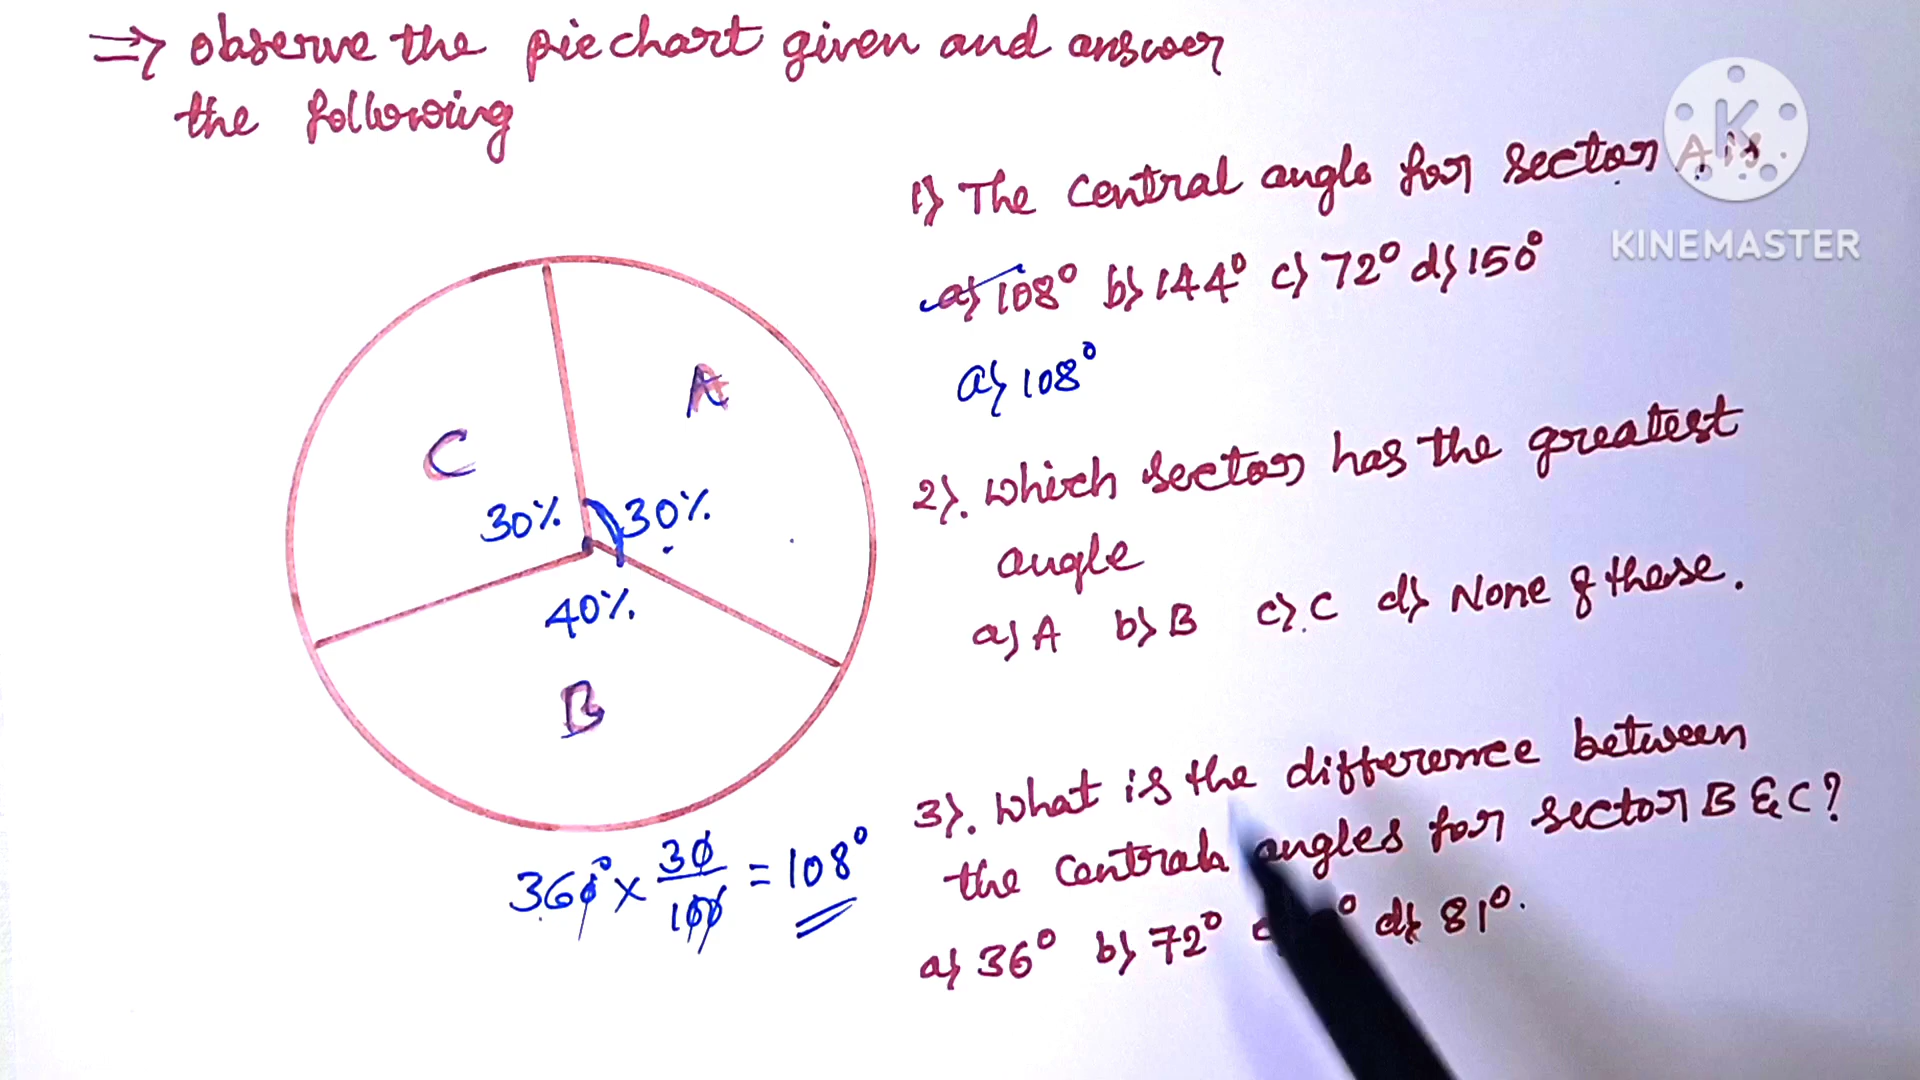 ⇒ observe the pie chart given and answer
the following
1) The central angle for sector A is.
a) 108° b) 144° c) 72° d) 150°
a) 108°
2). which sector has the greatest
angle
a) A b) B c) C d) None of these.
3). what is the difference between
the central angles for sector B & C?
a) 36° b) 72° d) 81°.
A
C
30% 30%
40%
B
360° × 30/100 = 108°
K
KINEMASTER